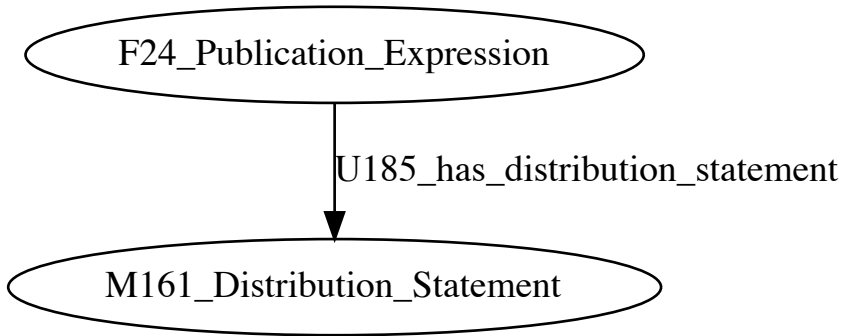 F24_Publication_Expression
U185_has_distribution_statement
M161_Distribution_Statement